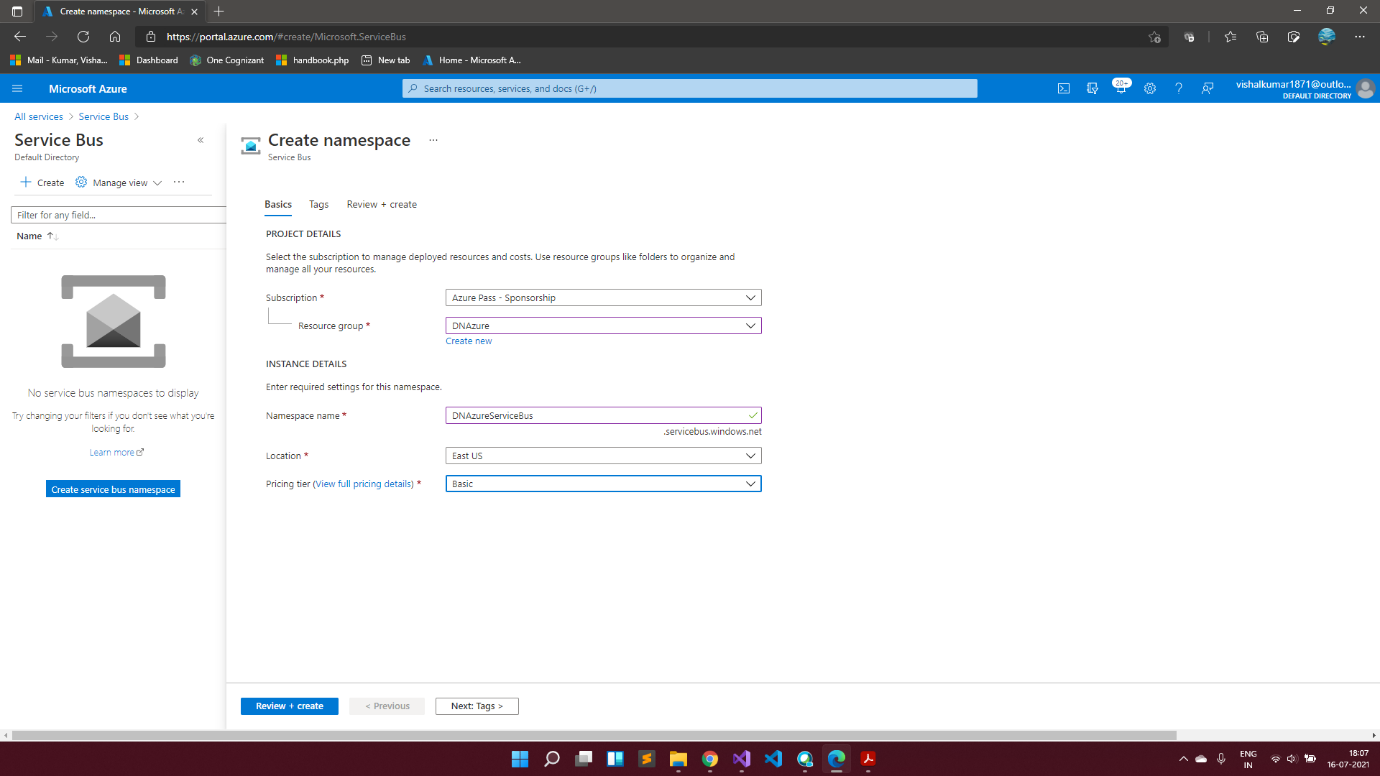 Create namespace - Microsoft A
https://portal.azure.com/#create/Microsoft.ServiceBus
Mail - Kumar, Visha...
Dashboard
One Cognizant
handbook.php
New tab
Home - Microsoft A...
Microsoft Azure
Search resources, services, and docs (G+/)
20+
vishalkumar1871@outlo...
DEFAULT DIRECTORY
All services > Service Bus >
Service Bus
Default Directory
«
Create namespace ...
Service Bus
+ Create
Manage view
...
Basics
Tags
Review + create
Filter for any field...
Name ↑↓
PROJECT DETAILS
Select the subscription to manage deployed resources and costs. Use resource groups like folders to organize and
manage all your resources.
Subscription *
Azure Pass - Sponsorship
Resource group *
DNAzure
Create new
INSTANCE DETAILS
Enter required settings for this namespace.
No service bus namespaces to display
Try changing your filters if you don't see what you're
looking for.
Learn more
Create service bus namespace
Namespace name *
DNAzureServiceBus
.servicebus.windows.net
Location *
East US
Pricing tier (View full pricing details) *
Basic
Review + create
< Previous
Next: Tags >
ENG
IN
18:07
16-07-2021